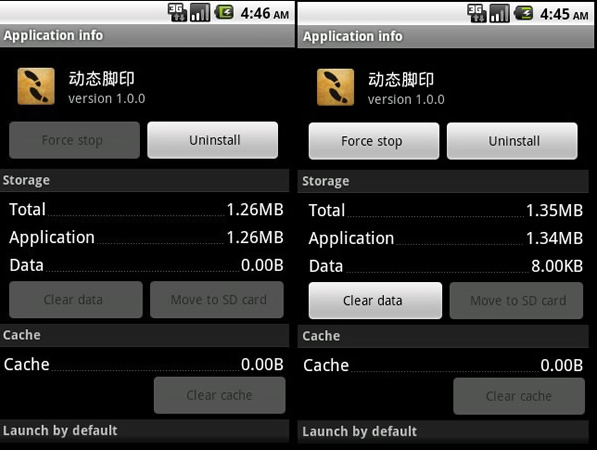 3G 4:46 AM
Application info
动态脚印
version 1.0.0
Force stop Uninstall
Storage
Total 1.26MB
Application 1.26MB
Data 0.00B
Clear data Move to SD card
Cache
Cache 0.00B
Clear cache
Launch by default
3G 4:45 AM
Application info
动态脚印
version 1.0.0
Force stop Uninstall
Storage
Total 1.35MB
Application 1.34MB
Data 8.00KB
Clear data Move to SD card
Cache
Cache 0.00B
Clear cache
Launch by default